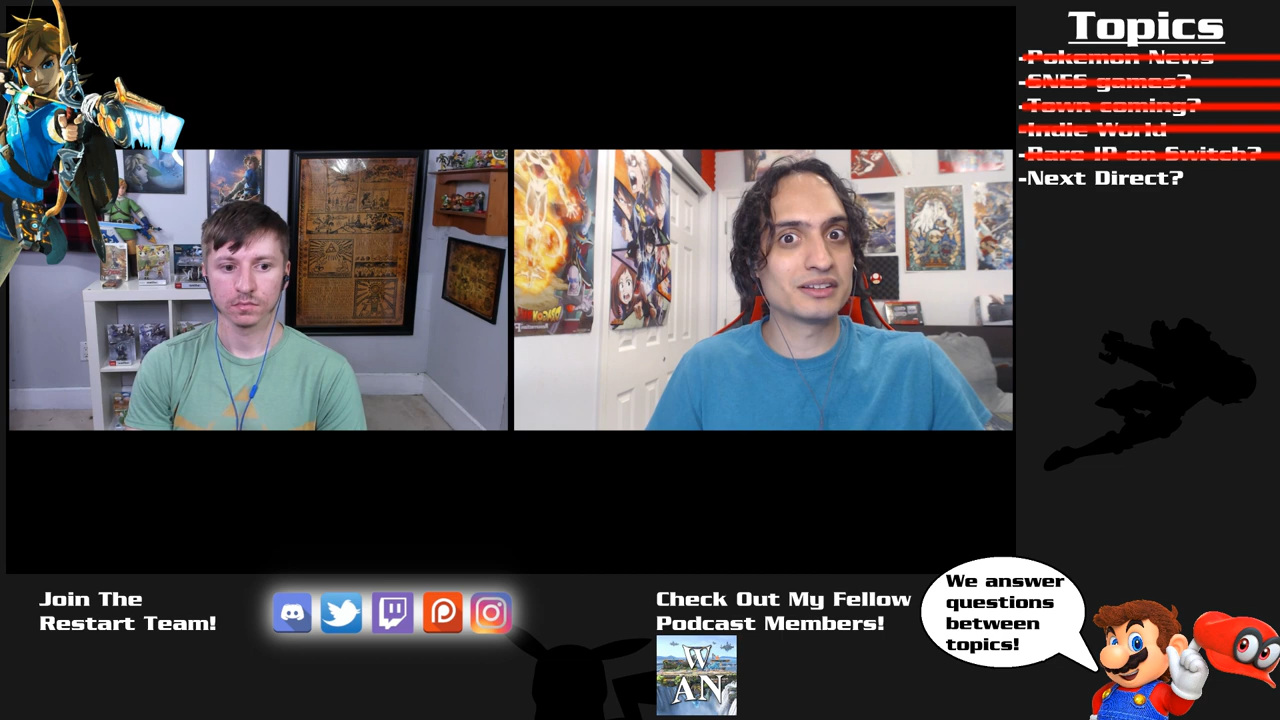 Topics
-Pokemon News
-SNES games?
-Town coming?
-Indie World
-Rare IP on Switch?
-Next Direct?
Join The
Restart Team!
Check Out My Fellow
Podcast Members!
W
AN
We answer
questions
between
topics!